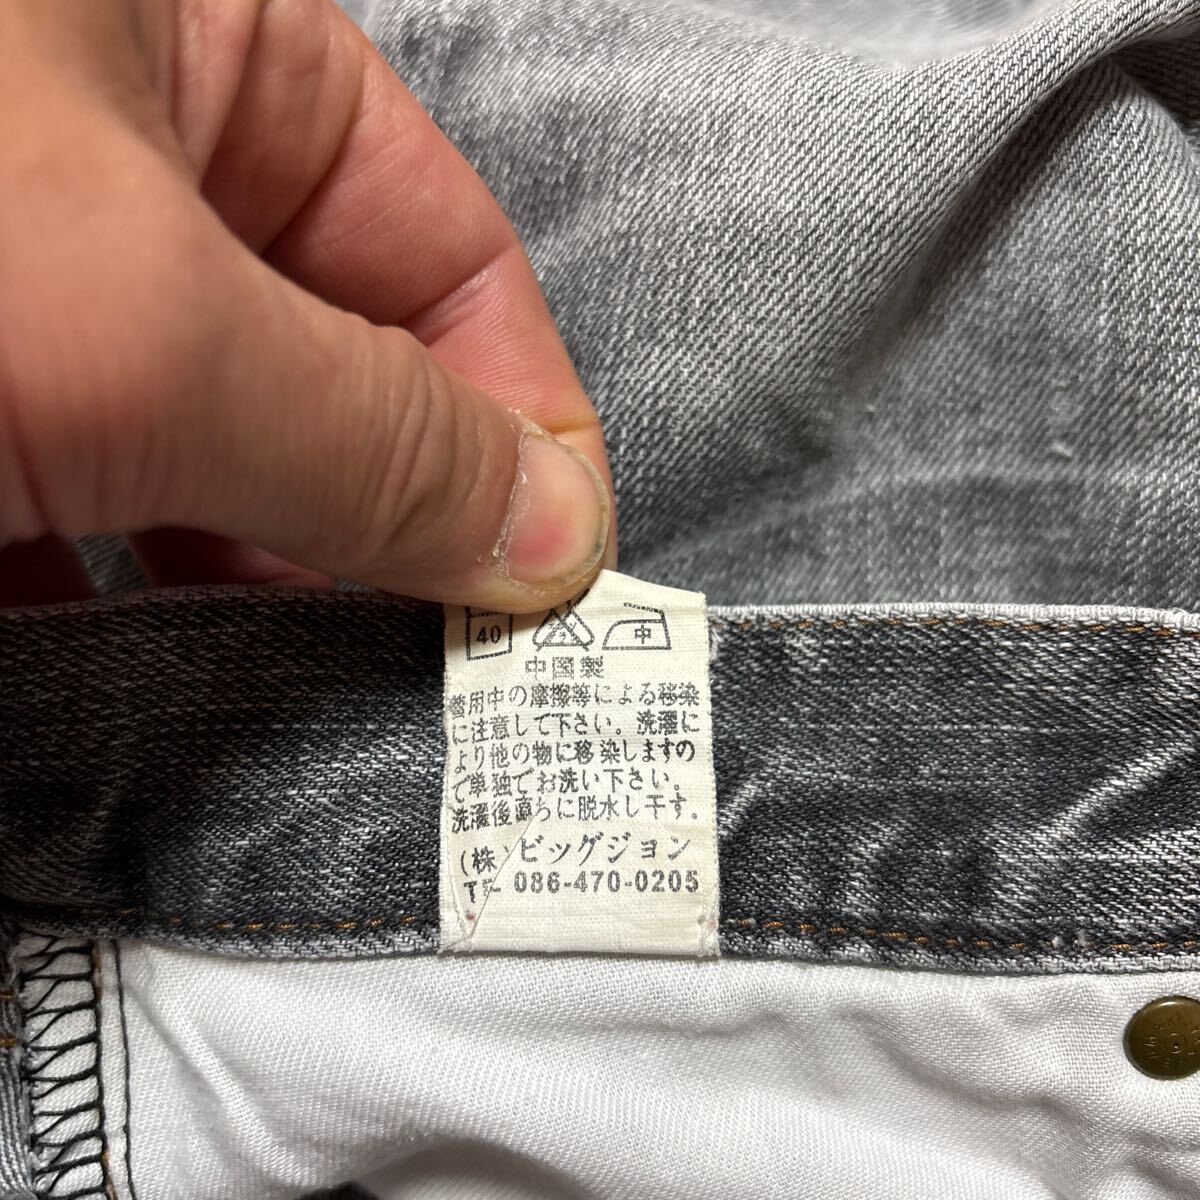 40 中
中国製
着用中の摩擦等による移染
に注意して下さい。洗濯に
より他の物に移染しますの
で単独でお洗い下さい。
洗濯後直ちに脱水し干す。
(株)ビッグジョン
TEL 086-470-0205